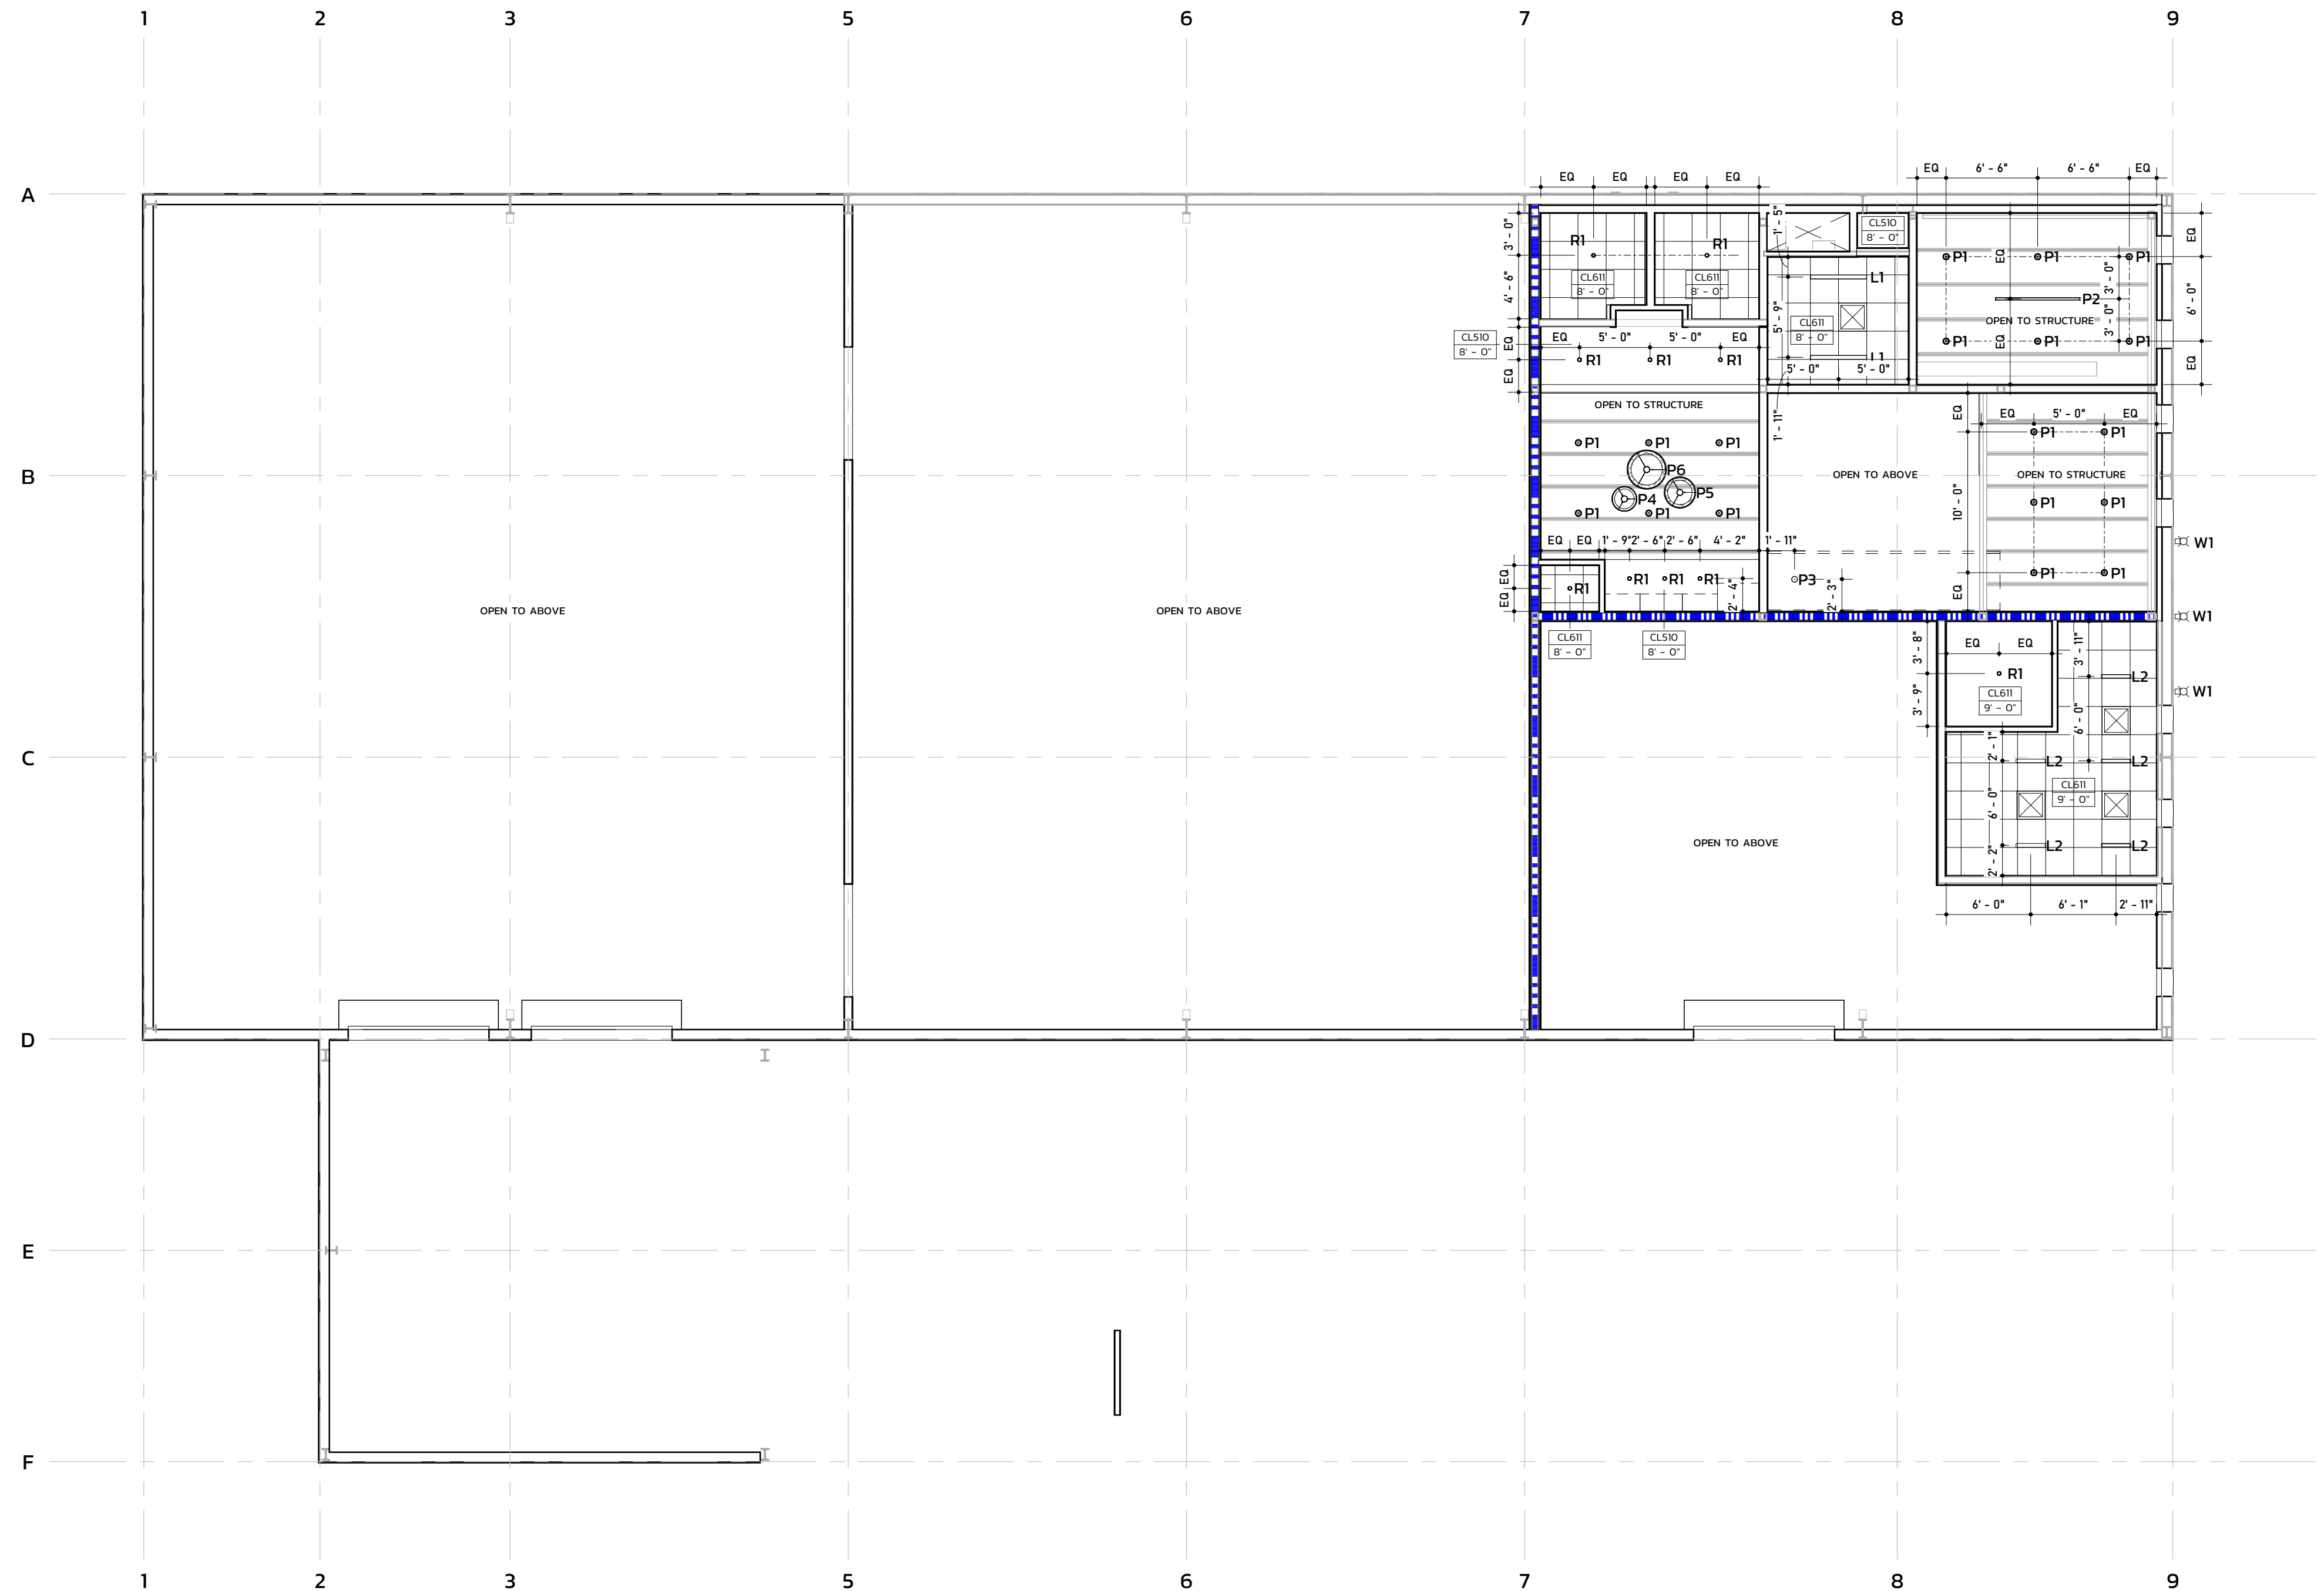 1 2 3 5 6 7 8 9
A
EQ 6' - 6" 6' - 6" EQ
EQ EQ EQ EQ
3' - 0"
4' - 6"
R1
R1
CL611
8' - 0"
CL611
8' - 0"
1' - 5"
CL510
8' - 0"
L1
5' - 9"
CL611
8' - 0"
L1
5' - 0" 5' - 0"
1' - 11"
P1 EQ P1 P1
3' - 0"
P2
3' - 0"
OPEN TO STRUCTURE
P1 EQ P1 P1
EQ
6' - 0"
EQ
CL510
8' - 0"
EQ
EQ
EQ 5' - 0" 5' - 0" EQ
R1 R1 R1
OPEN TO STRUCTURE
P1 P1 P1
P6
P5
P4
P1 P1 P1
B
OPEN TO ABOVE
EQ
10' - 0"
EQ
EQ 5' - 0" EQ
P1 P1
OPEN TO STRUCTURE
P1 P1
P1 P1
EQ EQ 1' - 9" 2' - 6" 2' - 6" 4' - 2" 1' - 11"
EQ
EQ
R1
R1 R1 R1
2' - 4"
P3
2' - 3"
W1
W1
W1
OPEN TO ABOVE
OPEN TO ABOVE
CL611
8' - 0"
CL510
8' - 0"
3' - 8"
3' - 9"
EQ EQ
R1
CL611
9' - 0"
3' - 11"
6' - 0"
L2
2' - 1"
L2 L2
CL611
9' - 0"
6' - 0"
L2 L2
2' - 2"
6' - 0" 6' - 1" 2' - 11"
C
OPEN TO ABOVE
D
E
F
1 2 3 5 6 7 8 9